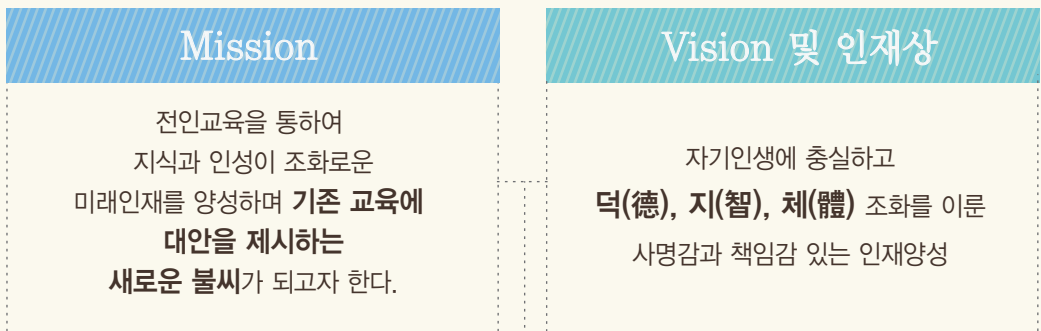 Mission
전인교육을 통하여
지식과 인성이 조화로운
미래인재를 양성하며 기존 교육에
대안을 제시하는
새로운 불씨가 되고자 한다.
Vision 및 인재상
자기인생에 충실하고
덕(德), 지(智), 체(體) 조화를 이룬
사명감과 책임감 있는 인재양성